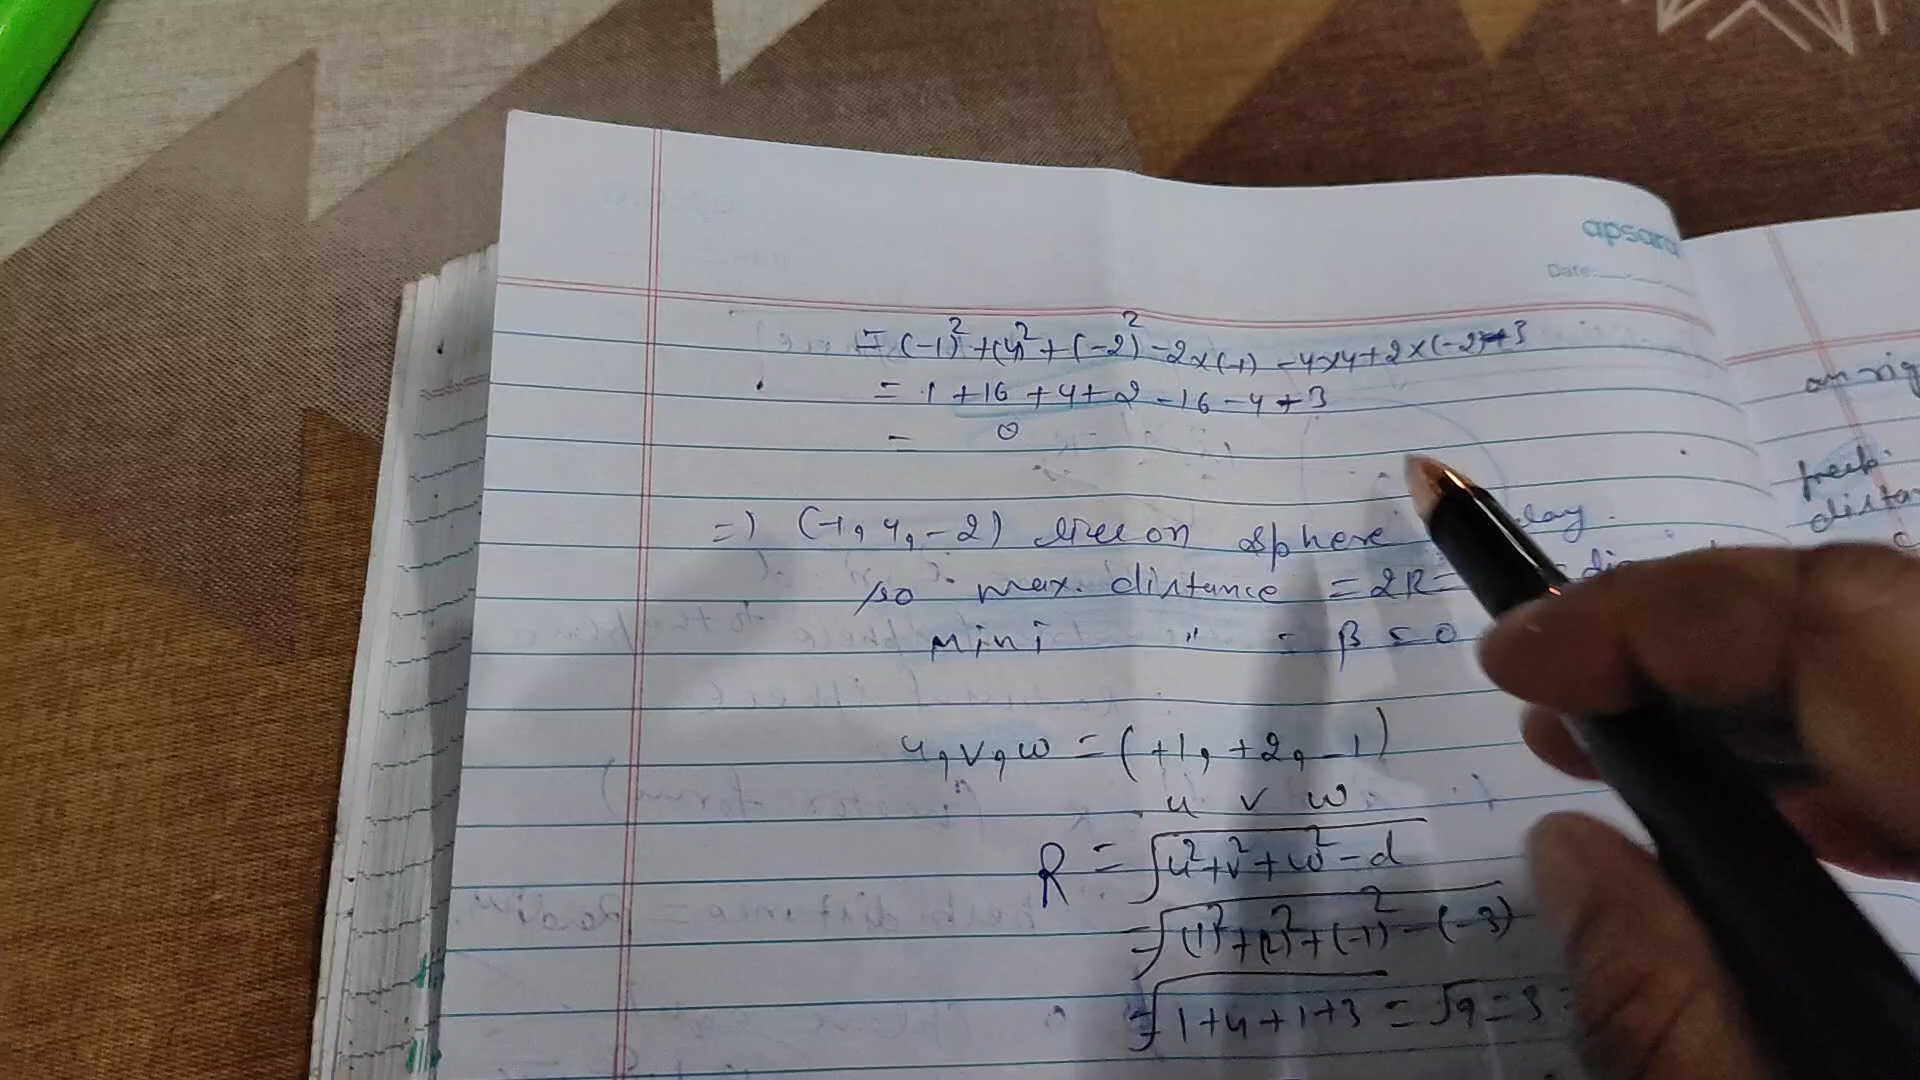 apsara
Date:
= (-1)² + (4)² + (-2)² - 2×(-1) - 4×4 + 2×(-2) + 3
= 1 + 16 + 4 + 2 - 16 - 4 + 3
= 0
=) (-1, 4, -2) on sphere
so max. distance = 2R =
mini " = β = 0
u, v, w = (+1, +2, -1)
u v w
R = √u²+v²+w²-d
= √(1)²+(2)²+(-1)²-(-3)
= √1+4+1+3 = √9 = 3 =